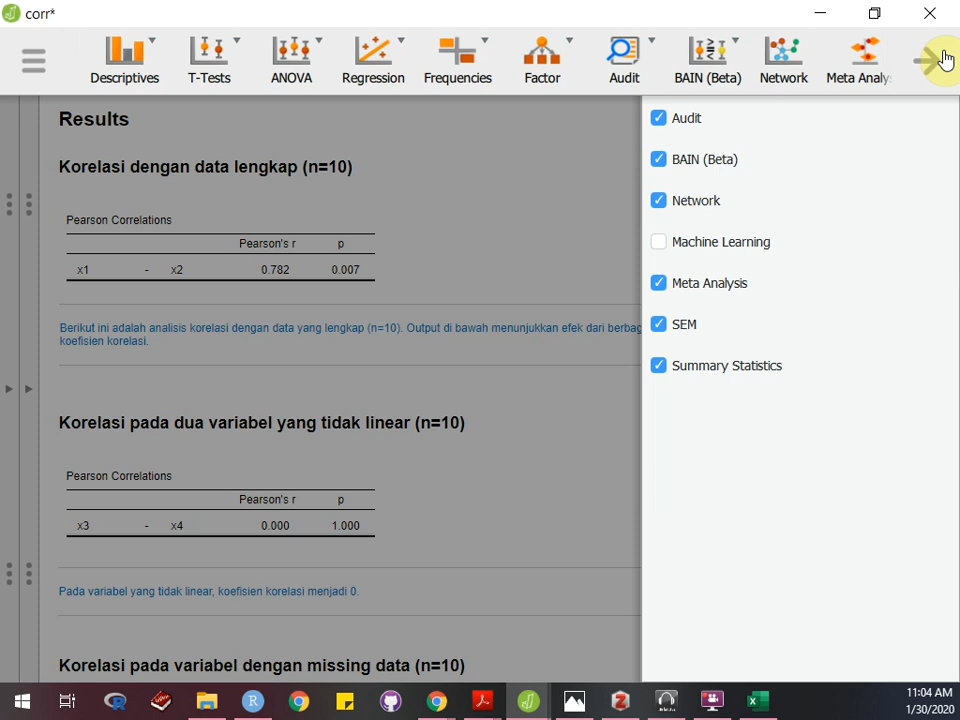 corr*
Descriptives
T-Tests
ANOVA
Regression
Frequencies
Factor
Audit
BAIN (Beta)
Network
Meta Analy
Results
Korelasi dengan data lengkap (n=10)
Pearson Correlations
Pearson's r p
x1 - x2 0.782 0.007
Berikut ini adalah analisis korelasi dengan data yang lengkap (n=10). Output di bawah menunjukkan efek dari berbag
koefisien korelasi.
Korelasi pada dua variabel yang tidak linear (n=10)
Pearson Correlations
Pearson's r p
x3 - x4 0.000 1.000
Pada variabel yang tidak linear, koefisien korelasi menjadi 0.
Korelasi pada variabel dengan missing data (n=10)
Audit
BAIN (Beta)
Network
Machine Learning
Meta Analysis
SEM
Summary Statistics
11:04 AM
1/30/2020